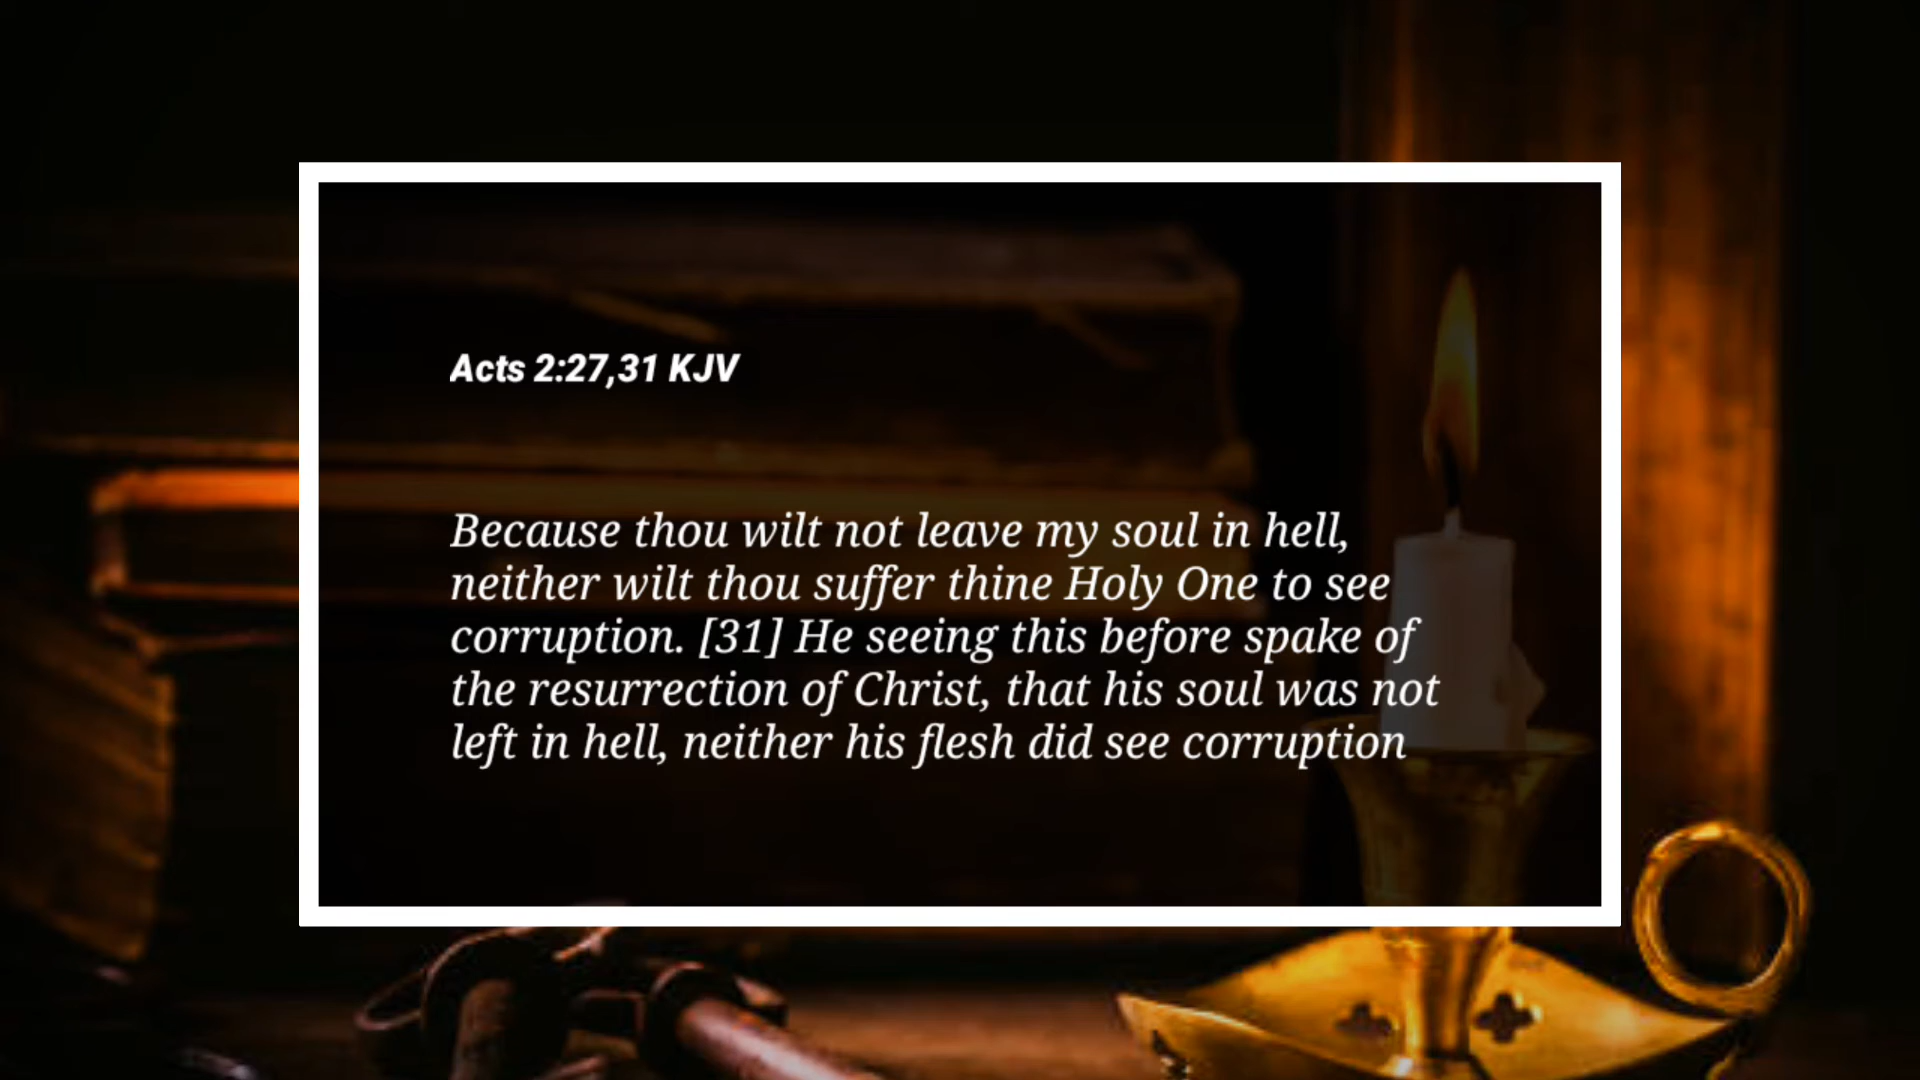 Acts 2:27,31 KJV
Because thou wilt not leave my soul in hell,
neither wilt thou suffer thine Holy One to see
corruption. [31] He seeing this before spake of
the resurrection of Christ, that his soul was not
left in hell, neither his flesh did see corruption